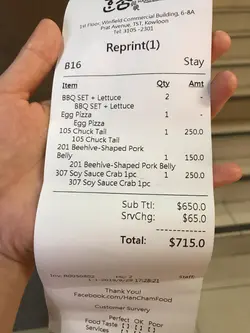 1st Floor, Winfield Commercial Building, 6-8A
Prat Avenue, TST, Kowloon
Tel: 3105 -2301
Reprint(1)
B16 Stay
Item Qty Amt
BBQ SET + Lettuce 2 -
BBQ SET + Lettuce
Egg Pizza 1 -
Egg Pizza
105 Chuck Tail 1 250.0
105 Chuck Tail
201 Beehive-Shaped Pork 1 150.0
Belly
201 Beehive-Shaped Pork Belly
307 Soy Sauce Crab 1pc 1 250.0
307 Soy Sauce Crab 1pc
Sub Ttl: $650.0
SrvChg: $65.0
Total: $715.0
Thank You!
Facebook.com/HanChamFood
Customer Survery
Perfect OK Poor
Food Taste [ ] [ ] [ ]
Services [ ] [ ] [ ]